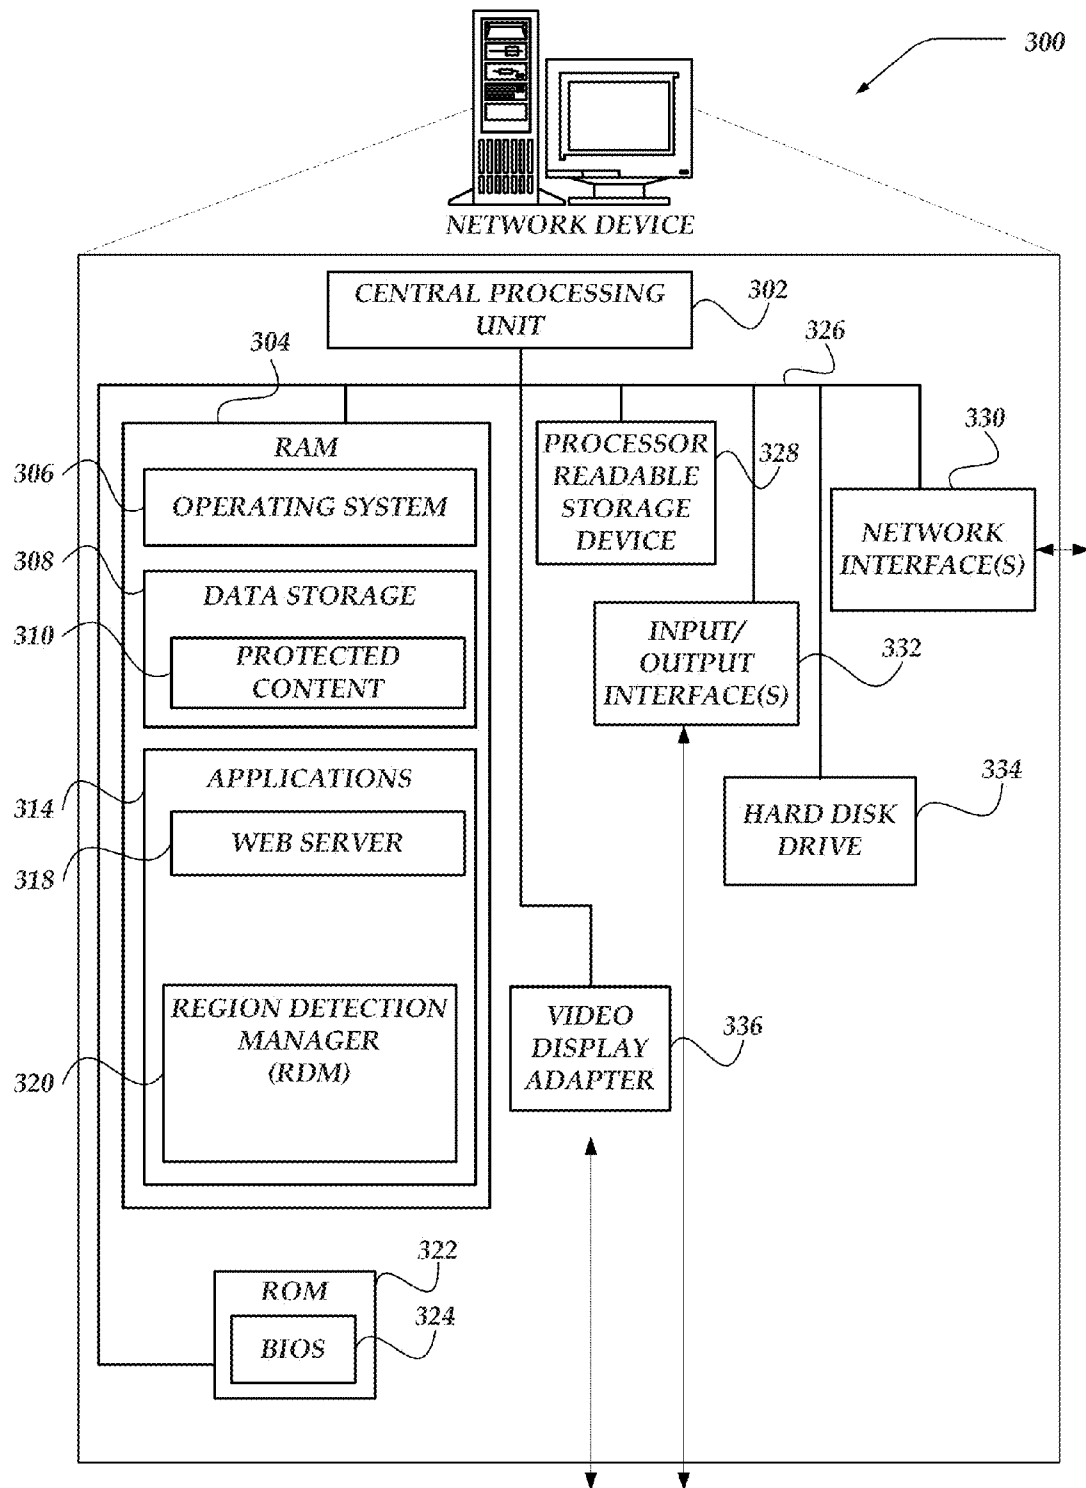 300
NETWORK DEVICE
CENTRAL PROCESSING
UNIT
302
304
326
RAM
306
OPERATING SYSTEM
308
DATA STORAGE
310
PROTECTED
CONTENT
314
APPLICATIONS
318
WEB SERVER
REGION DETECTION
MANAGER
(RDM)
320
PROCESSOR
READABLE
STORAGE
DEVICE
328
330
NETWORK
INTERFACE(S)
INPUT/
OUTPUT
INTERFACE(S)
332
334
HARD DISK
DRIVE
VIDEO
DISPLAY
ADAPTER
336
322
ROM
324
BIOS